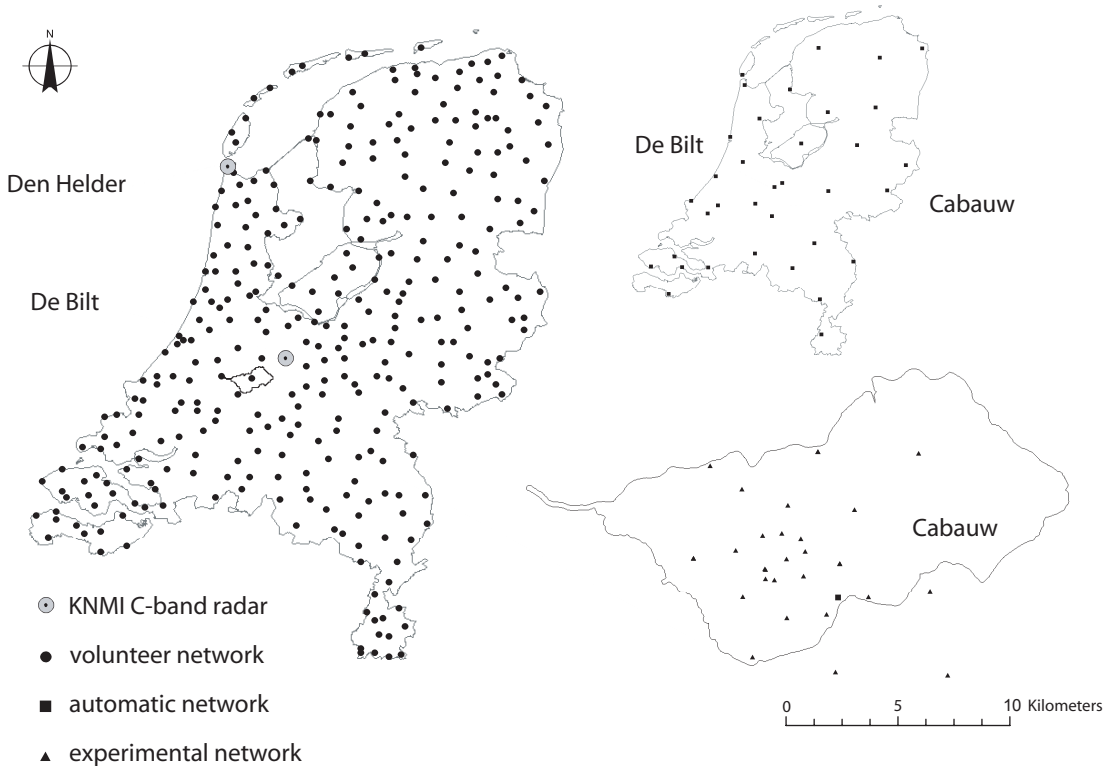 N
Den Helder
De Bilt
KNMI C-band radar
volunteer network
automatic network
experimental network
De Bilt
Cabauw
Cabauw
0 5 10 Kilometers